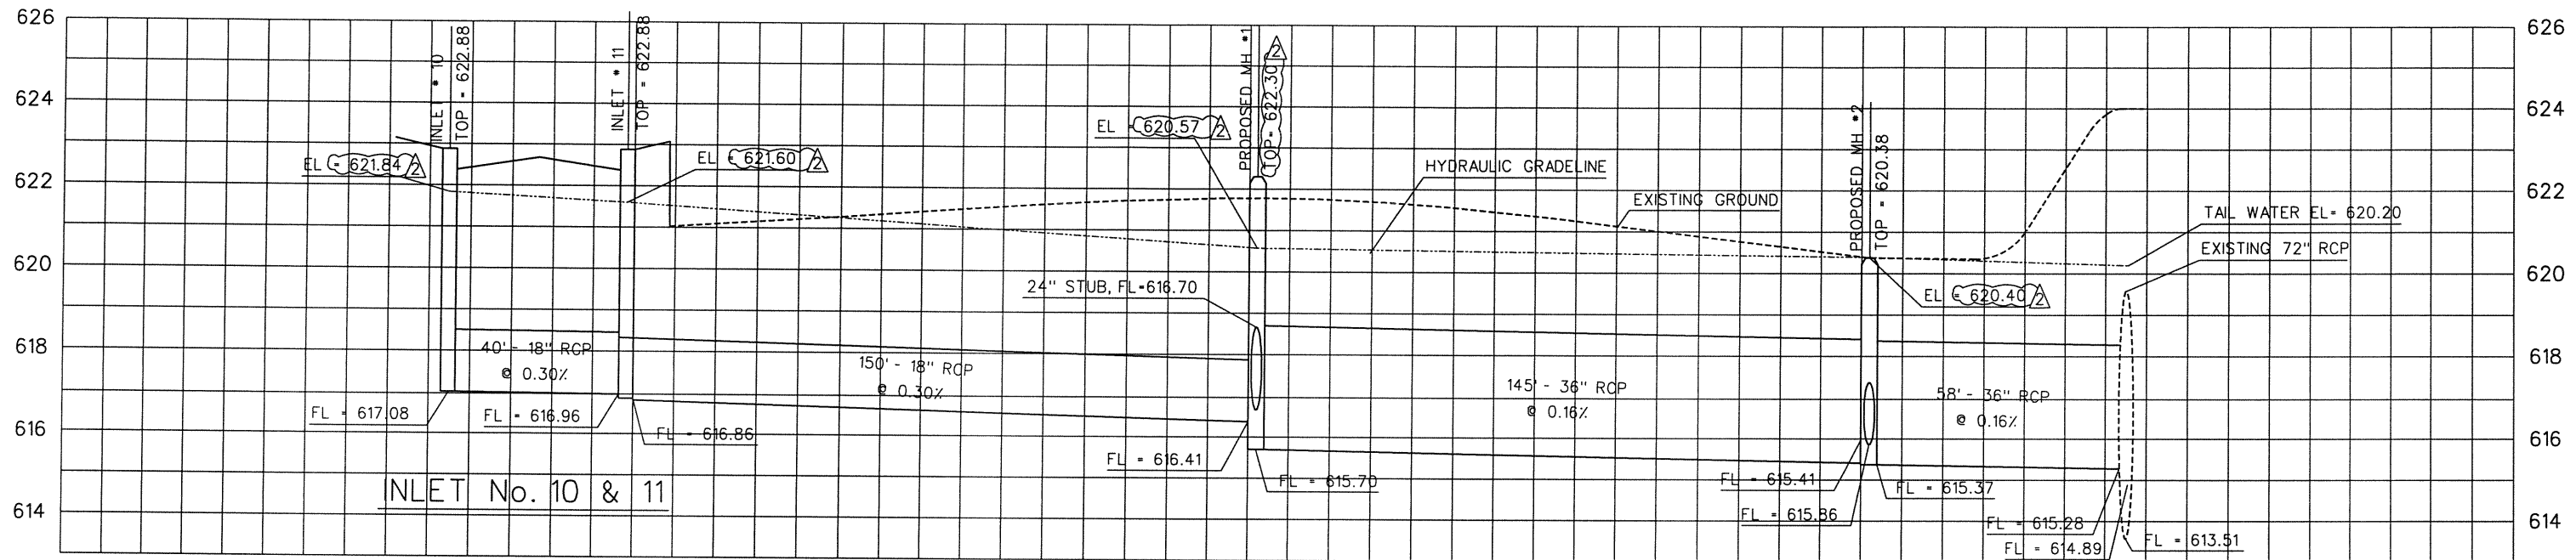 626
624
622
620
618
616
614
INLET # 10
TOP = 622.88
INLET # 11
TOP = 622.88
EL = 621.84 2
EL = 621.60 2
EL = 620.57 2
PROPOSED MH #1
TOP= 622.30 2
HYDRAULIC GRADELINE
EXISTING GROUND
PROPOSED MH #2
TOP = 620.38
TAIL WATER EL= 620.20
EXISTING 72" RCP
24" STUB, FL=616.70
EL = 620.40 2
40' - 18" RCP
@ 0.30%
150' - 18" RCP
@ 0.30%
145' - 36" RCP
@ 0.16%
58' - 36" RCP
@ 0.16%
FL = 617.08
FL = 616.96
FL = 616.86
FL = 616.41
FL = 615.70
FL = 615.41
FL = 615.86
FL = 615.37
FL = 615.28
FL = 614.89
FL = 613.51
INLET No. 10 & 11
626
624
622
620
618
616
614